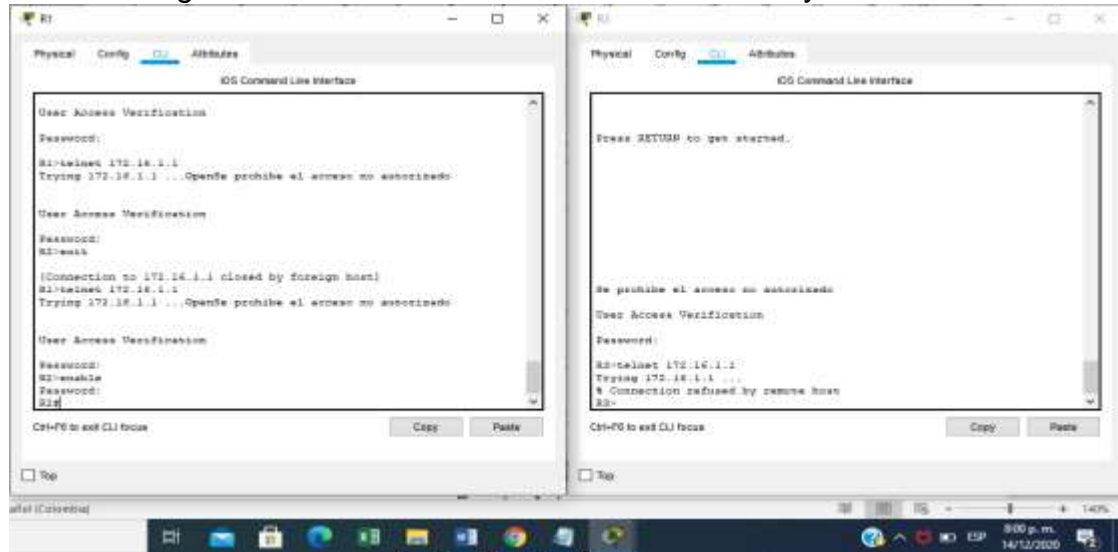 R1
Physical Config CLI Attributes
IOS Command Line Interface
User Access Verification
Password:
R1>telnet 172.16.1.1
Trying 172.16.1.1 ...OpenSe prohibe el acceso no autorizado
User Access Verification
Password:
R2>exit
[Connection to 172.16.1.1 closed by foreign host]
R1>telnet 172.16.1.1
Trying 172.16.1.1 ...OpenSe prohibe el acceso no autorizado
User Access Verification
Password:
R2>enable
Password:
R2#
Ctrl+F6 to exit CLI focus
Copy Paste
Top
Physical Config CLI Attributes
IOS Command Line Interface
Press RETURN to get started.
Se prohibe el acceso no autorizado
User Access Verification
Password:
R3>telnet 172.16.1.1
Trying 172.16.1.1 ...
% Connection refused by remote host
R3>
Ctrl+F6 to exit CLI focus
Copy Paste
Top
(Colombia)
140%
ESP
8:00 p. m.
14/12/2020